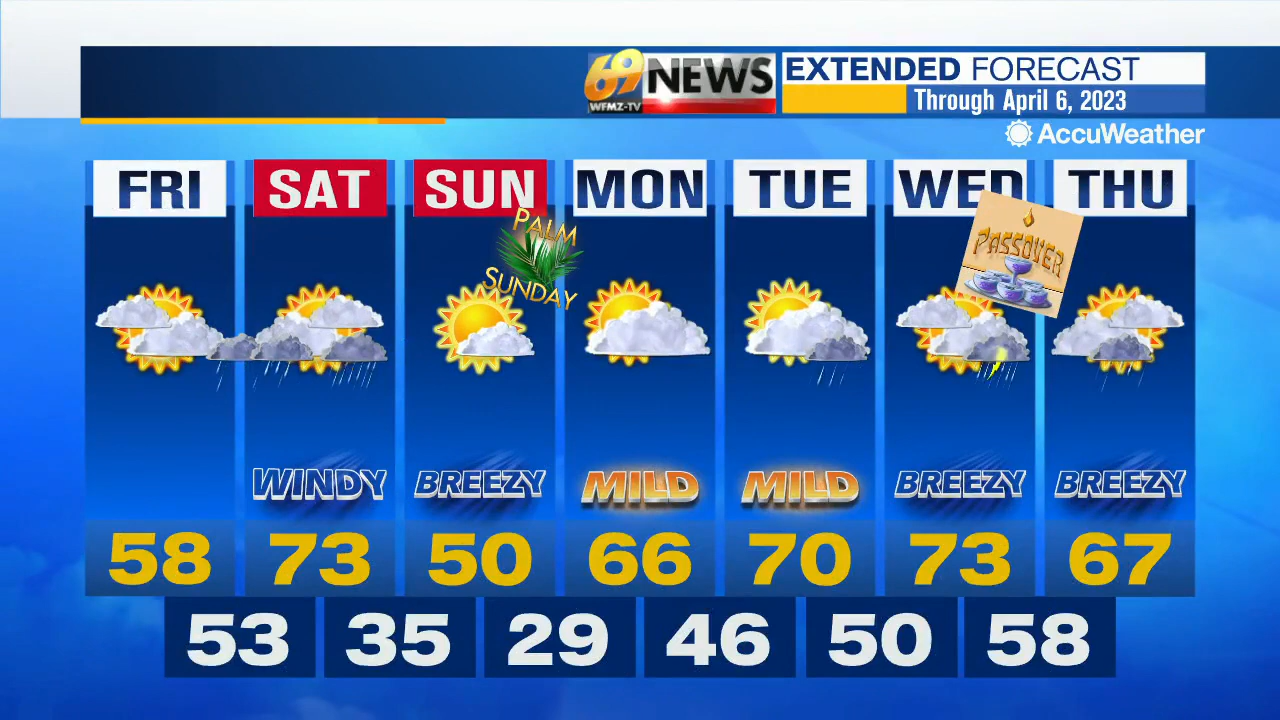 69 NEWS
WFMZ-TV
EXTENDED FORECAST
Through April 6, 2023
AccuWeather
FRI SAT SUN MON TUE WED THU
PALM
SUNDAY
PASSOVER
WINDY BREEZY MILD MILD BREEZY BREEZY
58 73 50 66 70 73 67
53 35 29 46 50 58